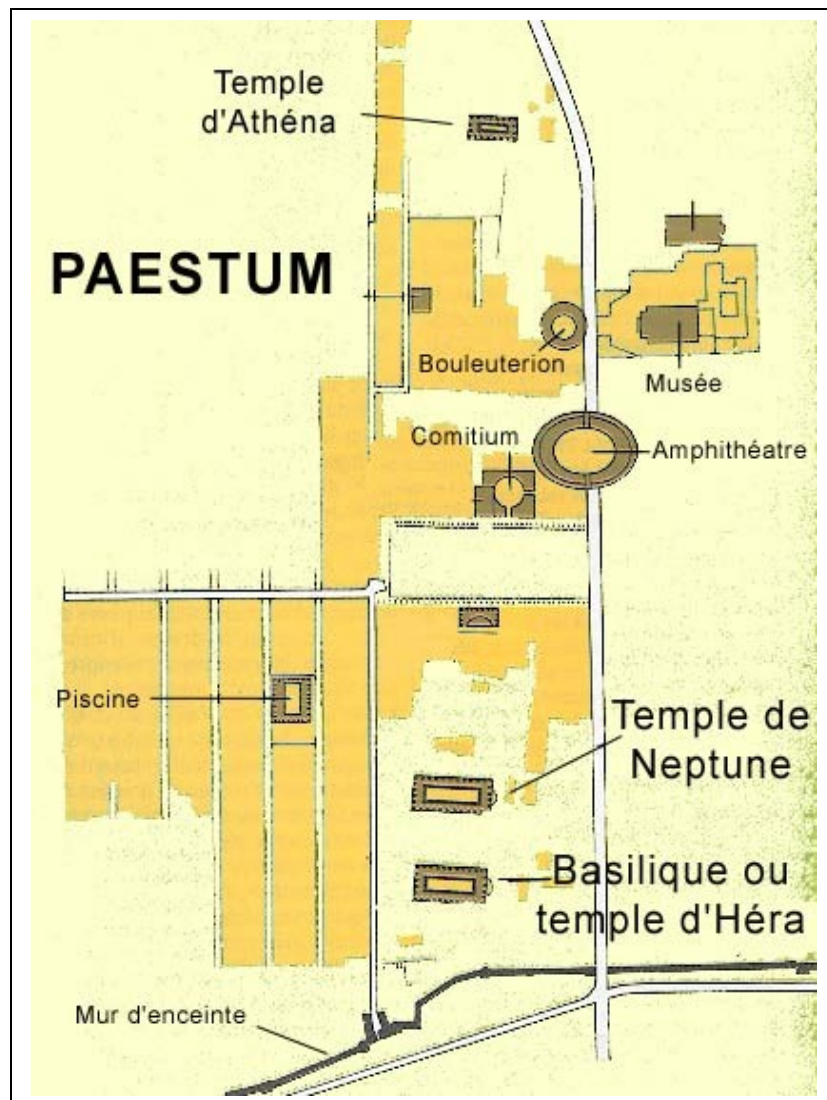 Temple
d'Athéna
PAESTUM
Bouleuterion
Musée
Comitium
Amphithéatre
Piscine
Temple de
Neptune
Basilique ou
temple d'Héra
Mur d'enceinte